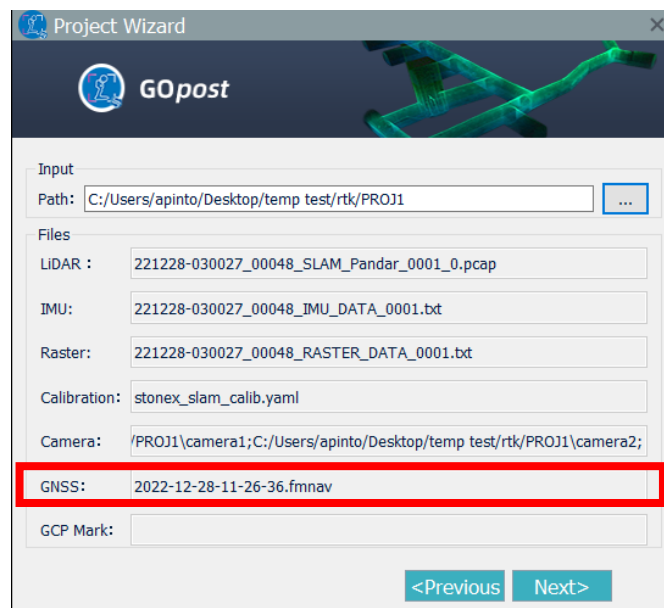 Project Wizard
GOpost
Input
Path: C:/Users/apinto/Desktop/temp test/rtk/PROJ1 ...
Files
LiDAR : 221228-030027_00048_SLAM_Pandar_0001_0.pcap
IMU: 221228-030027_00048_IMU_DATA_0001.txt
Raster: 221228-030027_00048_RASTER_DATA_0001.txt
Calibration: stonex_slam_calib.yaml
Camera: /PROJ1\camera1;C:/Users/apinto/Desktop/temp test/rtk/PROJ1\camera2;
GNSS: 2022-12-28-11-26-36.fmnav
GCP Mark:
<Previous Next>